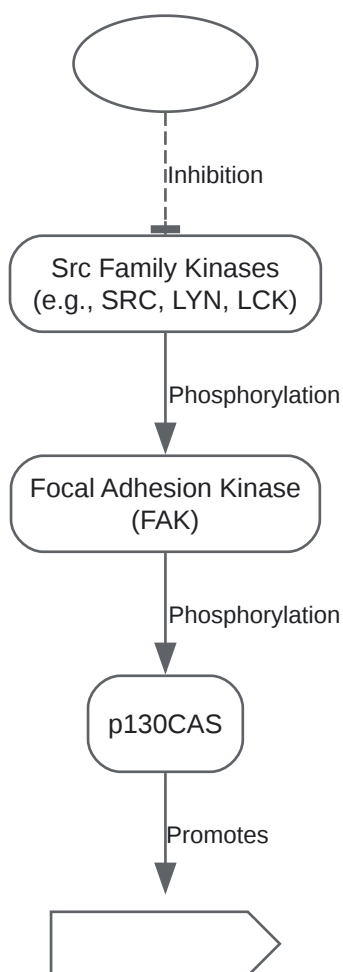 Inhibition
Src Family Kinases
(e.g., SRC, LYN, LCK)
Phosphorylation
Focal Adhesion Kinase
(FAK)
Phosphorylation
p130CAS
Promotes